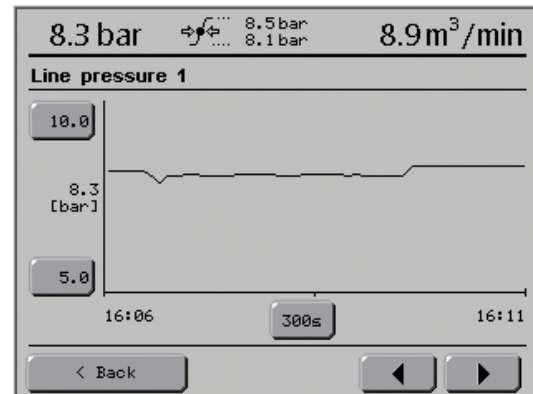 8.3 bar 8.5 bar 8.9 m³/min
8.1 bar
Line pressure 1
10.0
8.3
[bar]
5.0
16:06 300s 16:11
< Back